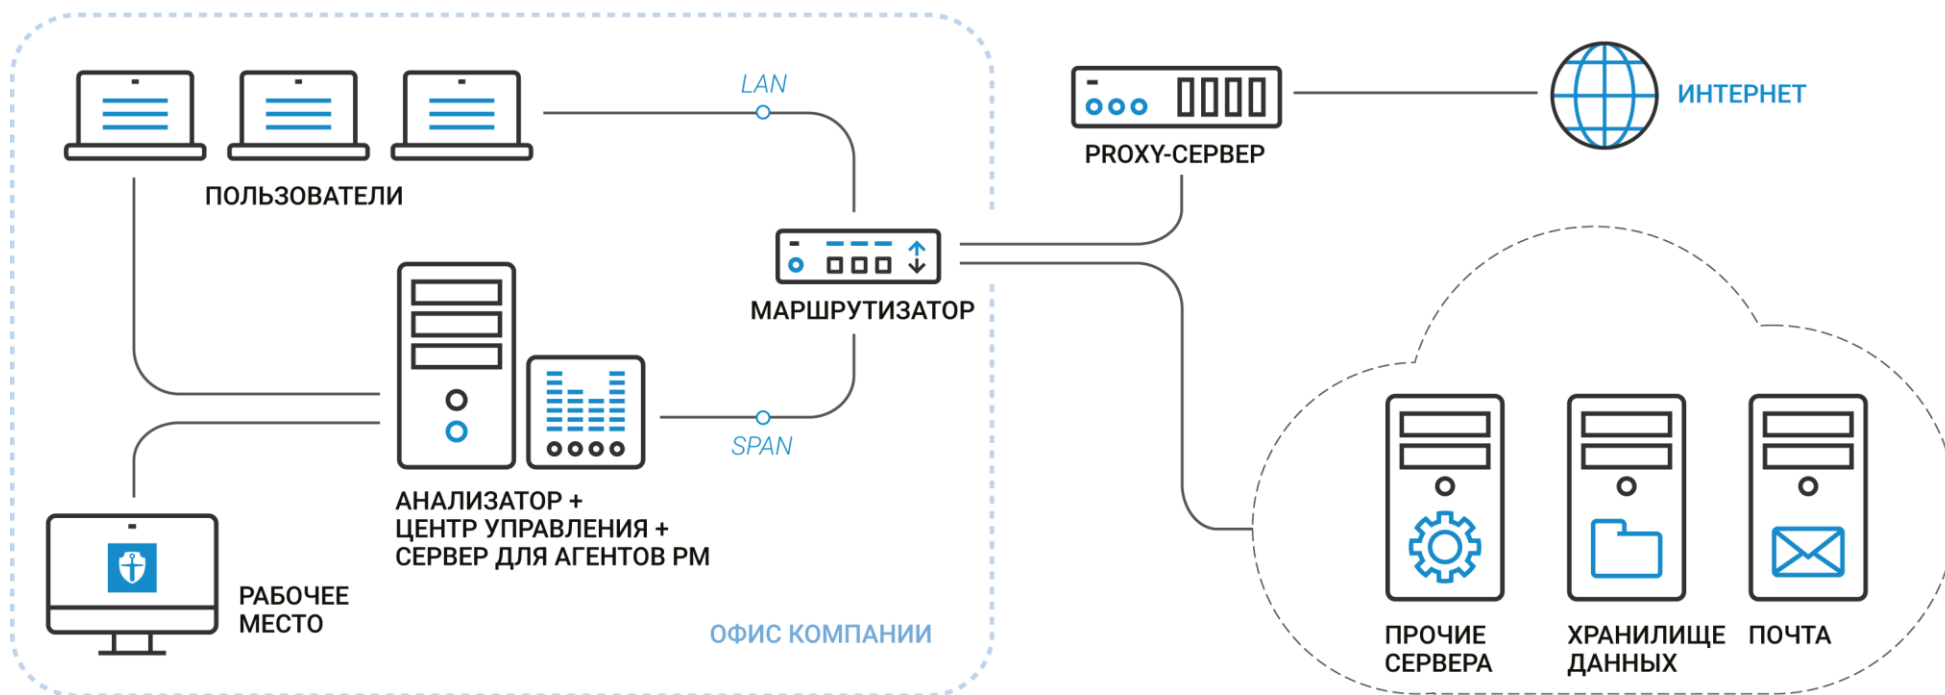 LAN
ИНТЕРНЕТ
PROXY-СЕРВЕР
ПОЛЬЗОВАТЕЛИ
МАРШРУТИЗАТОР
SPAN
АНАЛИЗАТОР +
ЦЕНТР УПРАВЛЕНИЯ +
СЕРВЕР ДЛЯ АГЕНТОВ РМ
РАБОЧЕЕ
МЕСТО
ОФИС КОМПАНИИ
ПРОЧИЕ
СЕРВЕРА
ХРАНИЛИЩЕ
ДАННЫХ
ПОЧТА